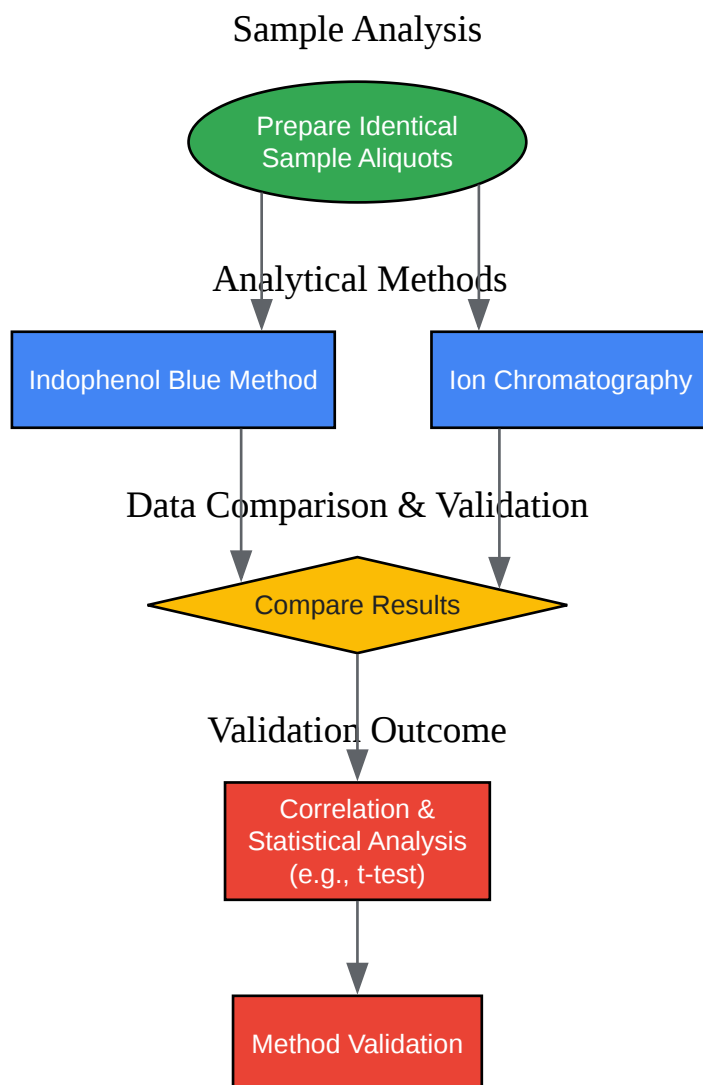 Sample Analysis
Prepare Identical
Sample Aliquots
Analytical Methods
Indophenol Blue Method
Ion Chromatography
Data Comparison & Validation
Compare Results
Validation Outcome
Correlation &
Statistical Analysis
(e.g., t-test)
Method Validation